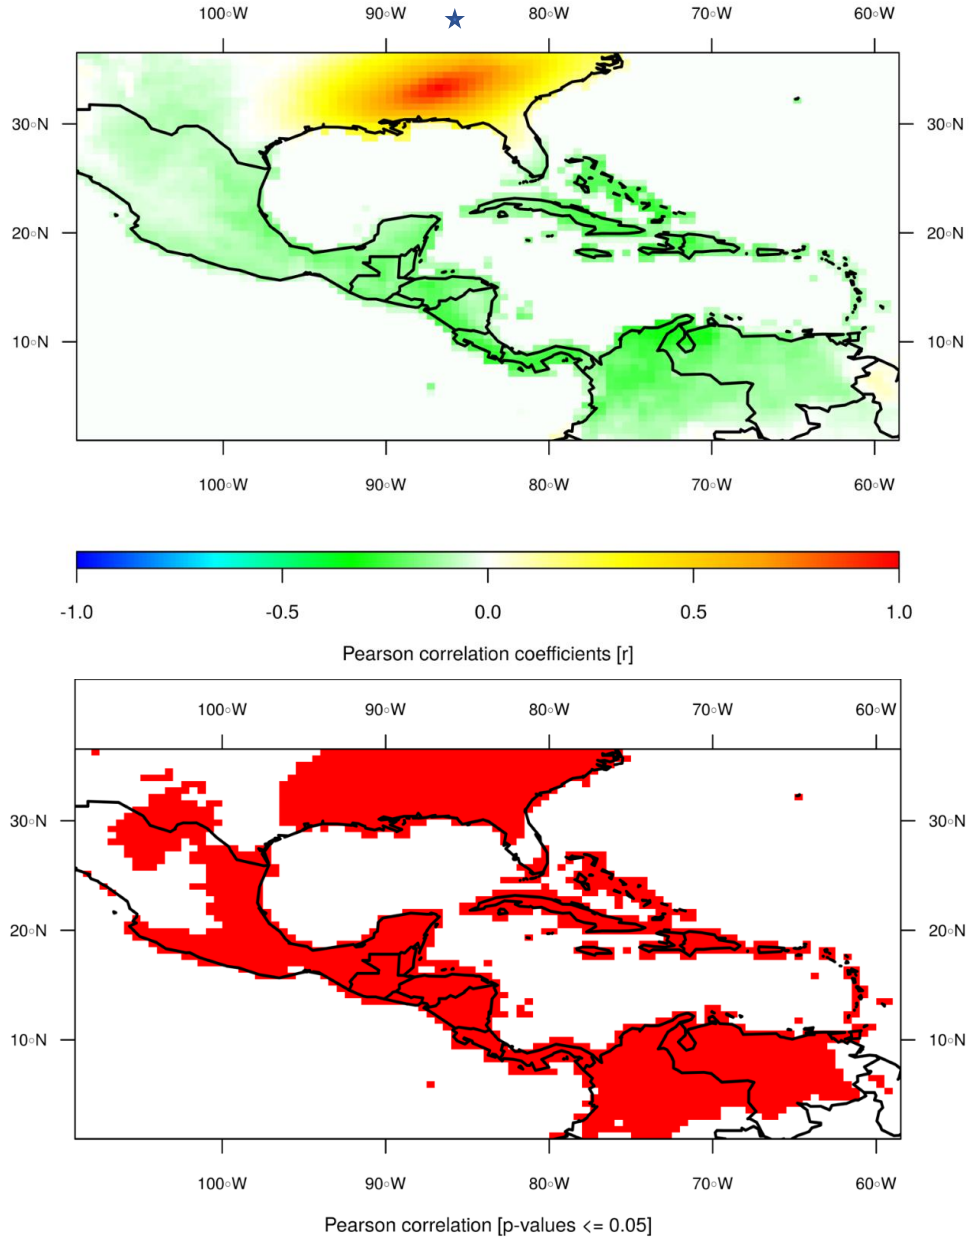 100◦W 90◦W 80◦W 70◦W 60◦W
30◦N 30◦N
20◦N 20◦N
10◦N 10◦N
100◦W 90◦W 80◦W 70◦W 60◦W
-1.0 -0.5 0.0 0.5 1.0
Pearson correlation coefficients [r]
100◦W 90◦W 80◦W 70◦W 60◦W
30◦N 30◦N
20◦N 20◦N
10◦N 10◦N
100◦W 90◦W 80◦W 70◦W 60◦W
Pearson correlation [p-values <= 0.05]